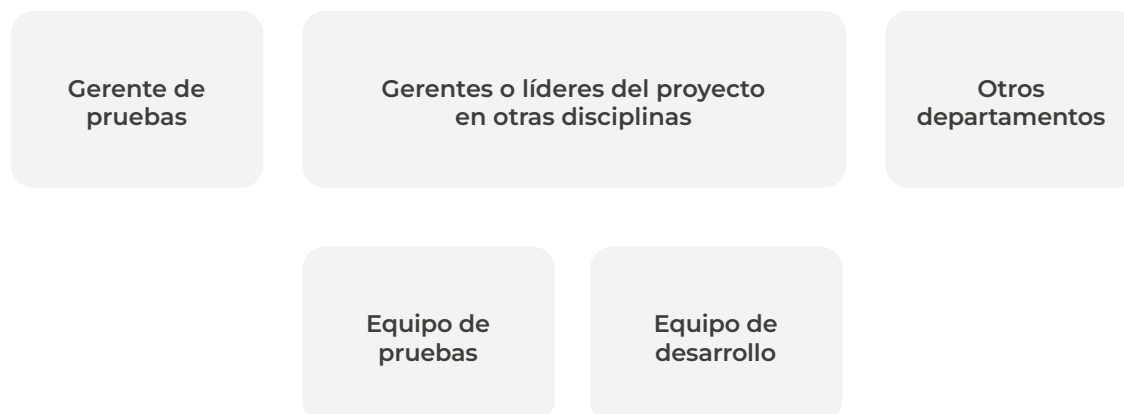 Gerente de
pruebas
Gerentes o líderes del proyecto
en otras disciplinas
Otros
departamentos
Equipo de
pruebas
Equipo de
desarrollo